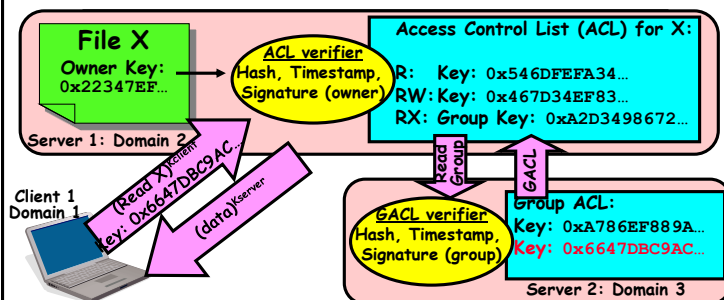 File X
Owner Key:
0x22347EF…
ACL verifier
Hash, Timestamp,
Signature (owner)
Access Control List (ACL) for X:
R: Key: 0x546DFEFA34…
RW: Key: 0x467D34EF83…
RX: Group Key: 0xA2D3498672…
Server 1: Domain 2
(Read X)Kclient
Key: 0x6647DBC9AC…
(data)Kserver
Read
Group
GACL
Client 1
Domain 1
GACL verifier
Hash, Timestamp,
Signature (group)
Group ACL:
Key: 0xA786EF889A…
Key: 0x6647DBC9AC…
Server 2: Domain 3